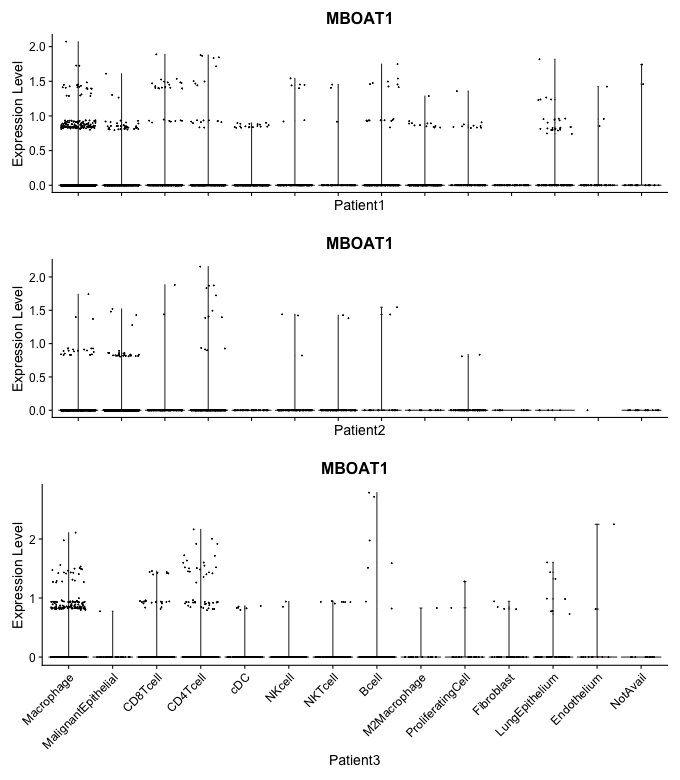 MBOAT1
Expression Level
2.0
1.5
1.0
0.5
0.0
Patient1
MBOAT1
Expression Level
2.0
1.5
1.0
0.5
0.0
Patient2
MBOAT1
Expression Level
2
1
0
Macrophage
MalignantEpithelial
CD8Tcell
CD4Tcell
cDC
NKcell
NKTcell
Bcell
M2Macrophage
ProliferatingCell
Fibroblast
LungEpithelium
Endothelium
NotAvail
Patient3